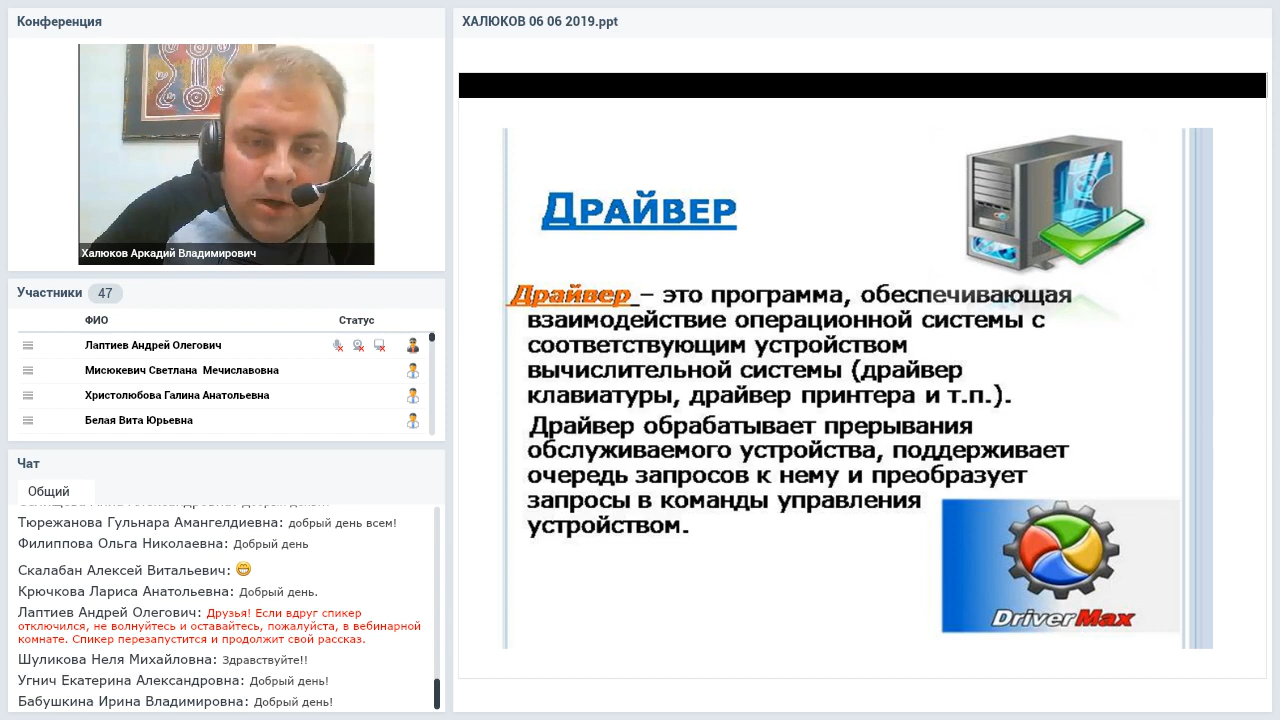 Конференция
Халюков Аркадий Владимирович
Участники 47
ФИО Статус
Лаптиев Андрей Олегович
Мисюкевич Светлана Мечиславовна
Христолюбова Галина Анатольевна
Белая Вита Юрьевна
Чат
Общий
Тюрежанова Гульнара Амангелдиевна: добрый день всем!
Филиппова Ольга Николаевна: Добрый день
Скалабан Алексей Витальевич:
Крючкова Лариса Анатольевна: Добрый день.
Лаптиев Андрей Олегович: Друзья! Если вдруг спикер
отключился, не волнуйтесь и оставайтесь, пожалуйста, в вебинарной
комнате. Спикер перезапустится и продолжит свой рассказ.
Шуликова Неля Михайловна: Здравствуйте!!
Угнич Екатерина Александровна: Добрый день!
Бабушкина Ирина Владимировна: Добрый день!
ХАЛЮКОВ 06 06 2019.ppt
ДРАЙВЕР
Драйвер – это программа, обеспечивающая
взаимодействие операционной системы с
соответствующим устройством
вычислительной системы (драйвер
клавиатуры, драйвер принтера и т.п.).
Драйвер обрабатывает прерывания
обслуживаемого устройства, поддерживает
очередь запросов к нему и преобразует
запросы в команды управления
устройством.
DriverMax